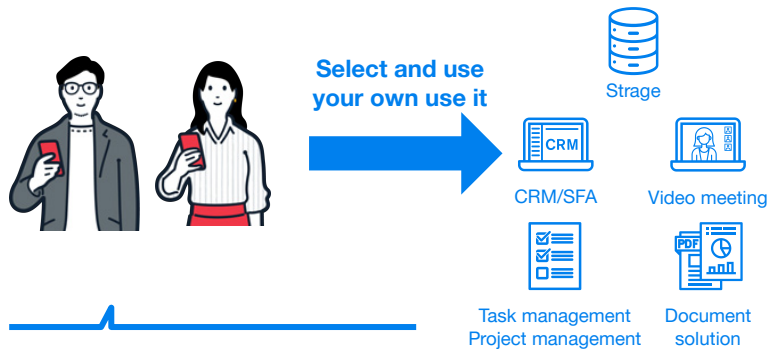 Select and use
your own use it
Strage
CRM
CRM/SFA
Video meeting
PDF
Task management
Project management
Document
solution